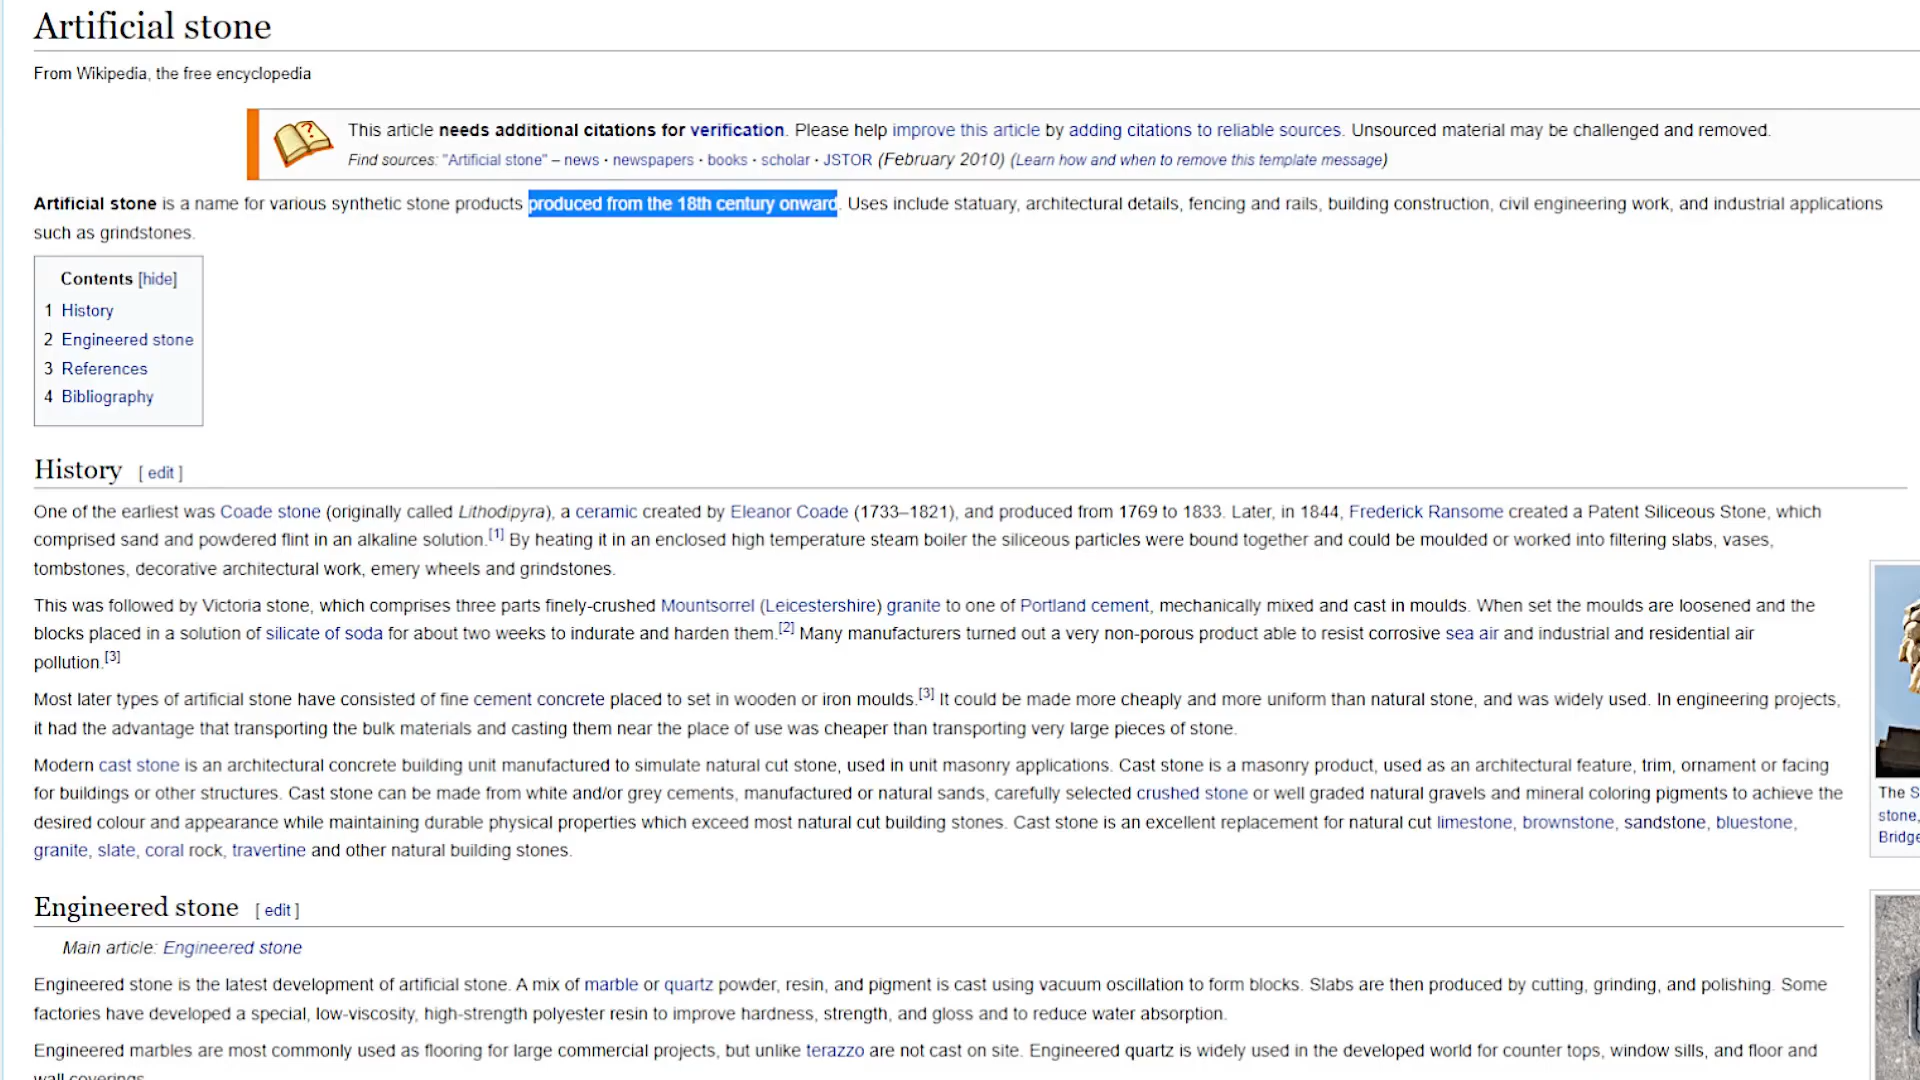 Artificial stone
From Wikipedia, the free encyclopedia
This article needs additional citations for verification. Please help improve this article by adding citations to reliable sources. Unsourced material may be challenged and removed.
Find sources: "Artificial stone" – news · newspapers · books · scholar · JSTOR (February 2010) (Learn how and when to remove this template message)
Artificial stone is a name for various synthetic stone products produced from the 18th century onward. Uses include statuary, architectural details, fencing and rails, building construction, civil engineering work, and industrial applications
such as grindstones.
Contents [hide]
1 History
2 Engineered stone
3 References
4 Bibliography
History [ edit ]
One of the earliest was Coade stone (originally called Lithodipyra), a ceramic created by Eleanor Coade (1733–1821), and produced from 1769 to 1833. Later, in 1844, Frederick Ransome created a Patent Siliceous Stone, which
comprised sand and powdered flint in an alkaline solution.[1] By heating it in an enclosed high temperature steam boiler the siliceous particles were bound together and could be moulded or worked into filtering slabs, vases,
tombstones, decorative architectural work, emery wheels and grindstones.
This was followed by Victoria stone, which comprises three parts finely-crushed Mountsorrel (Leicestershire) granite to one of Portland cement, mechanically mixed and cast in moulds. When set the moulds are loosened and the
blocks placed in a solution of silicate of soda for about two weeks to indurate and harden them.[2] Many manufacturers turned out a very non-porous product able to resist corrosive sea air and industrial and residential air
pollution.[3]
Most later types of artificial stone have consisted of fine cement concrete placed to set in wooden or iron moulds.[3] It could be made more cheaply and more uniform than natural stone, and was widely used. In engineering projects,
it had the advantage that transporting the bulk materials and casting them near the place of use was cheaper than transporting very large pieces of stone.
Modern cast stone is an architectural concrete building unit manufactured to simulate natural cut stone, used in unit masonry applications. Cast stone is a masonry product, used as an architectural feature, trim, ornament or facing
for buildings or other structures. Cast stone can be made from white and/or grey cements, manufactured or natural sands, carefully selected crushed stone or well graded natural gravels and mineral coloring pigments to achieve the
desired colour and appearance while maintaining durable physical properties which exceed most natural cut building stones. Cast stone is an excellent replacement for natural cut limestone, brownstone, sandstone, bluestone,
granite, slate, coral rock, travertine and other natural building stones.
The S
stone,
Bridge
Engineered stone [ edit ]
Main article: Engineered stone
Engineered stone is the latest development of artificial stone. A mix of marble or quartz powder, resin, and pigment is cast using vacuum oscillation to form blocks. Slabs are then produced by cutting, grinding, and polishing. Some
factories have developed a special, low-viscosity, high-strength polyester resin to improve hardness, strength, and gloss and to reduce water absorption.
Engineered marbles are most commonly used as flooring for large commercial projects, but unlike terazzo are not cast on site. Engineered quartz is widely used in the developed world for counter tops, window sills, and floor and
wall coverings.